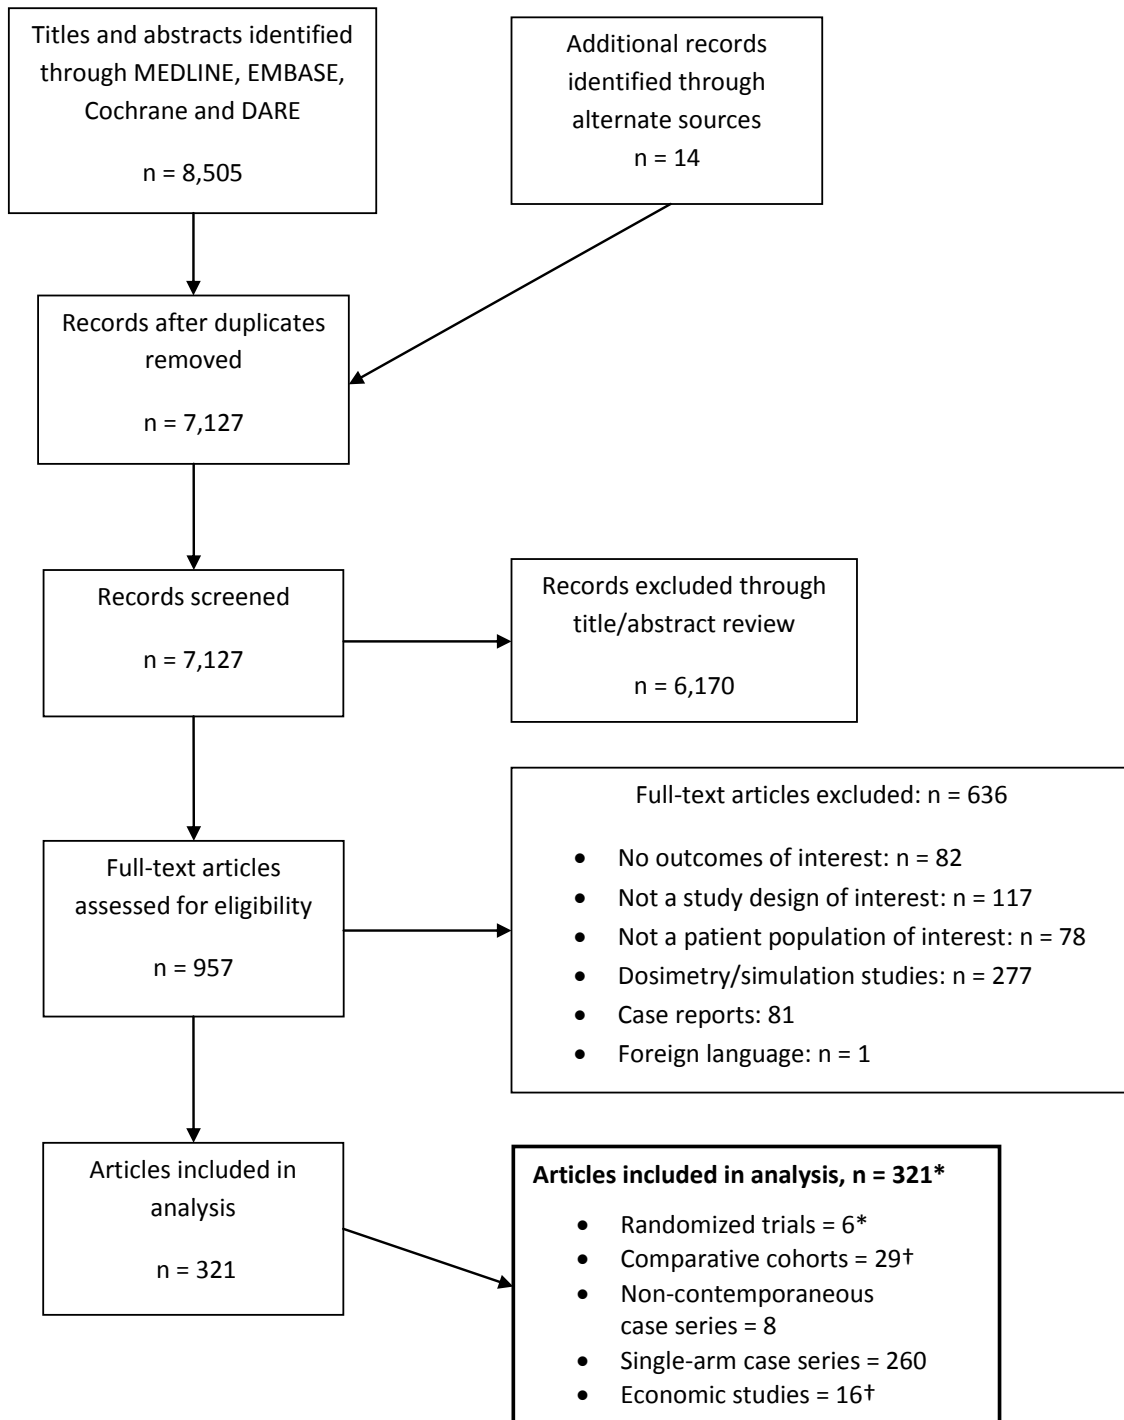 Titles and abstracts identified
through MEDLINE, EMBASE,
Cochrane and DARE
n = 8,505
Additional records
identified through
alternate sources
n = 14
Records after duplicates
removed
n = 7,127
Records screened
n = 7,127
Records excluded through
title/abstract review
n = 6,170
Full-text articles
assessed for eligibility
n = 957
Full-text articles excluded: n = 636
• No outcomes of interest: n = 82
• Not a study design of interest: n = 117
• Not a patient population of interest: n = 78
• Dosimetry/simulation studies: n = 277
• Case reports: 81
• Foreign language: n = 1
Articles included in
analysis
n = 321
Articles included in analysis, n = 321*
• Randomized trials = 6*
• Comparative cohorts = 29†
• Non-contemporaneous
case series = 8
• Single-arm case series = 260
• Economic studies = 16†